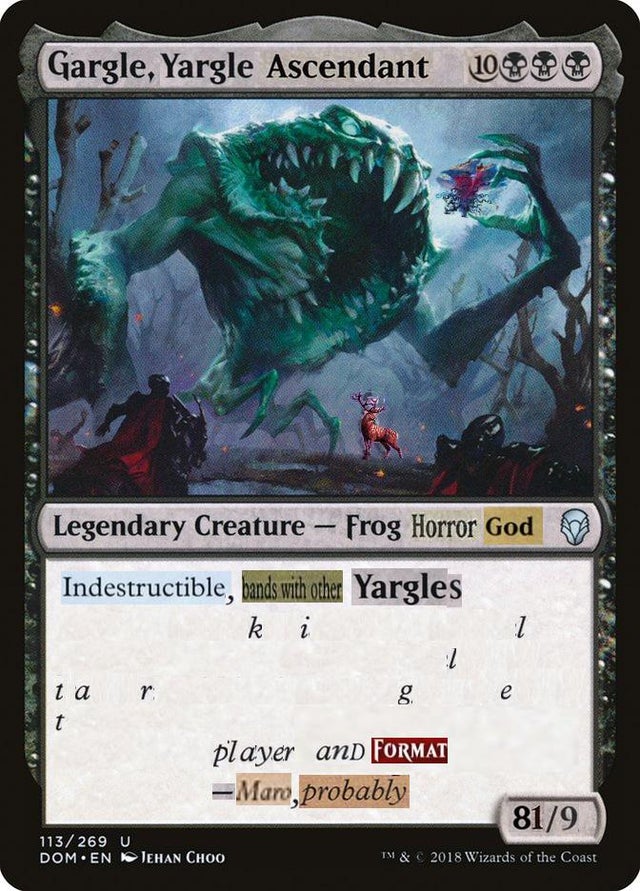 Gargle, Yargle Ascendant 10
Legendary Creature — Frog Horror God
Indestructible, bands with other Yargles
k i l
l
t a r g e
t
player and FORMAT
— Maro, probably
81/9
113/269 U
DOM • EN Jehan Choo
™ & © 2018 Wizards of the Coast